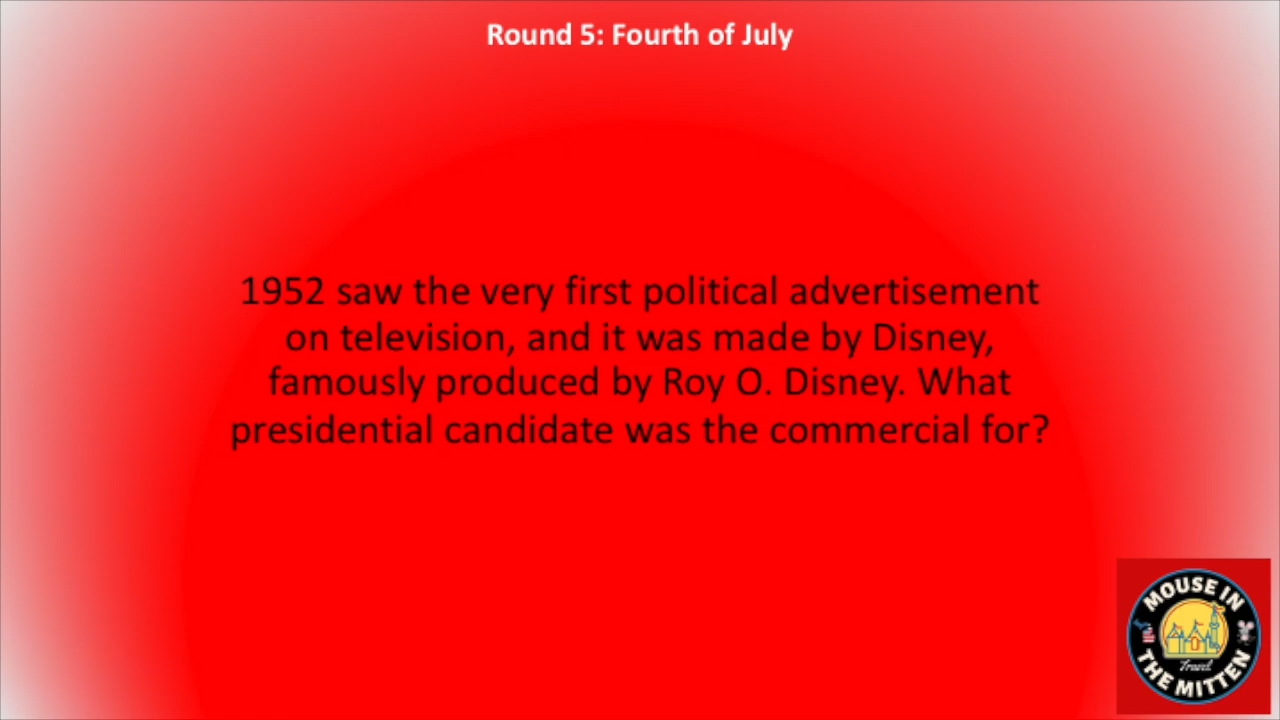 Round 5: Fourth of July
1952 saw the very first political advertisement
on television, and it was made by Disney,
famously produced by Roy O. Disney. What
presidential candidate was the commercial for?
MOUSE IN
Travel
THE MITTEN